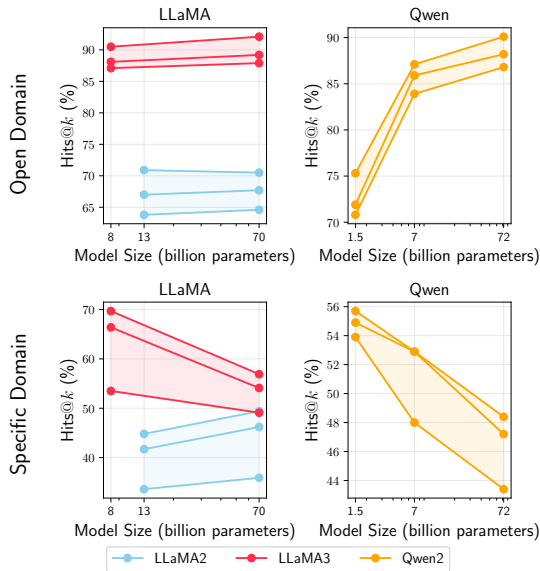 LLaMA
Qwen
Open Domain
Hits@k (%)
90
85
80
75
70
65
8
13
70
Model Size (billion parameters)
Hits@k (%)
90
85
80
75
70
1.5
7
72
Model Size (billion parameters)
LLaMA
Qwen
Specific Domain
Hits@k (%)
70
60
50
40
8
13
70
Model Size (billion parameters)
Hits@k (%)
56
54
52
50
48
46
44
1.5
7
72
Model Size (billion parameters)
LLaMA2
LLaMA3
Qwen2